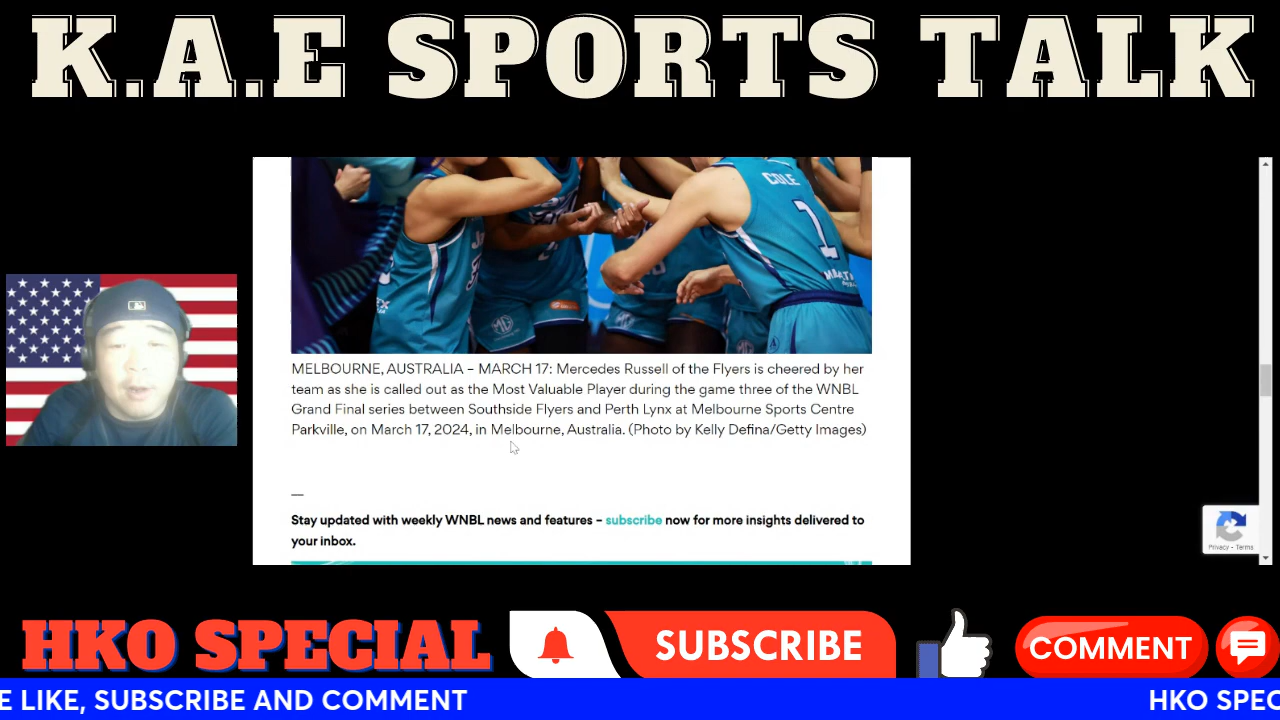 K.A.E SPORTS TALK
COLE
1
MELBOURNE, AUSTRALIA – MARCH 17: Mercedes Russell of the Flyers is cheered by her
team as she is called out as the Most Valuable Player during the game three of the WNBL
Grand Final series between Southside Flyers and Perth Lynx at Melbourne Sports Centre
Parkville, on March 17, 2024, in Melbourne, Australia. (Photo by Kelly Defina/Getty Images)
—
Stay updated with weekly WNBL news and features – subscribe now for more insights delivered to
your inbox.
Privacy - Terms
HKO SPECIAL
SUBSCRIBE
COMMENT
E LIKE, SUBSCRIBE AND COMMENT
HKO SPEC